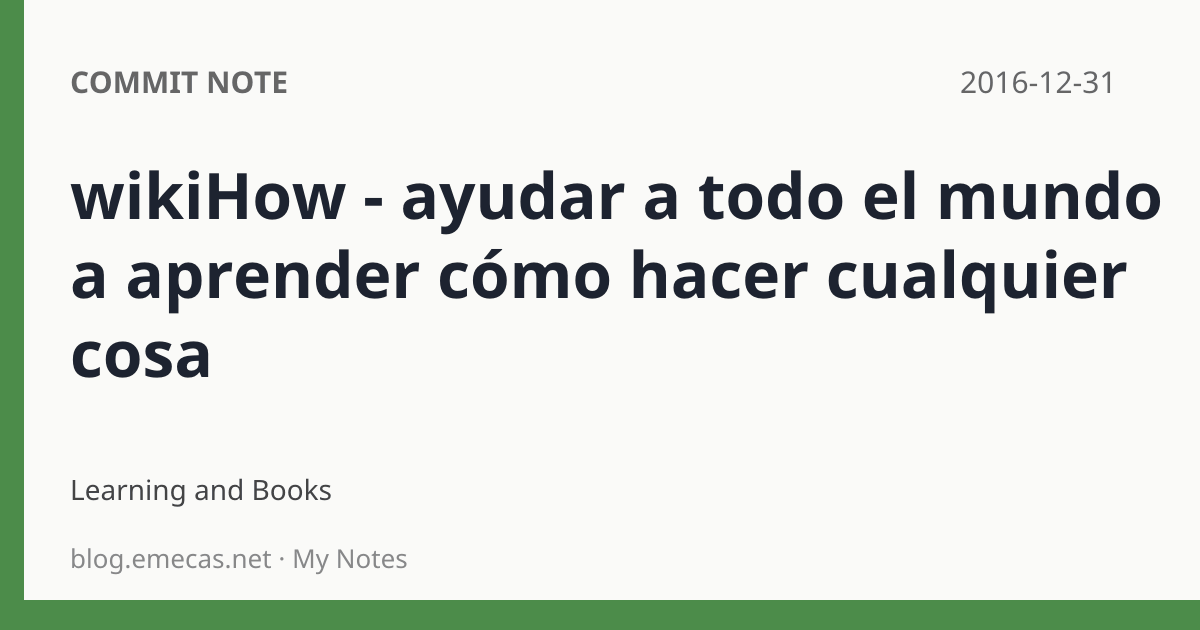 COMMIT NOTE
2016-12-31
wikiHow - ayudar a todo el mundo
a aprender cómo hacer cualquier
cosa
Learning and Books
blog.emecas.net · My Notes